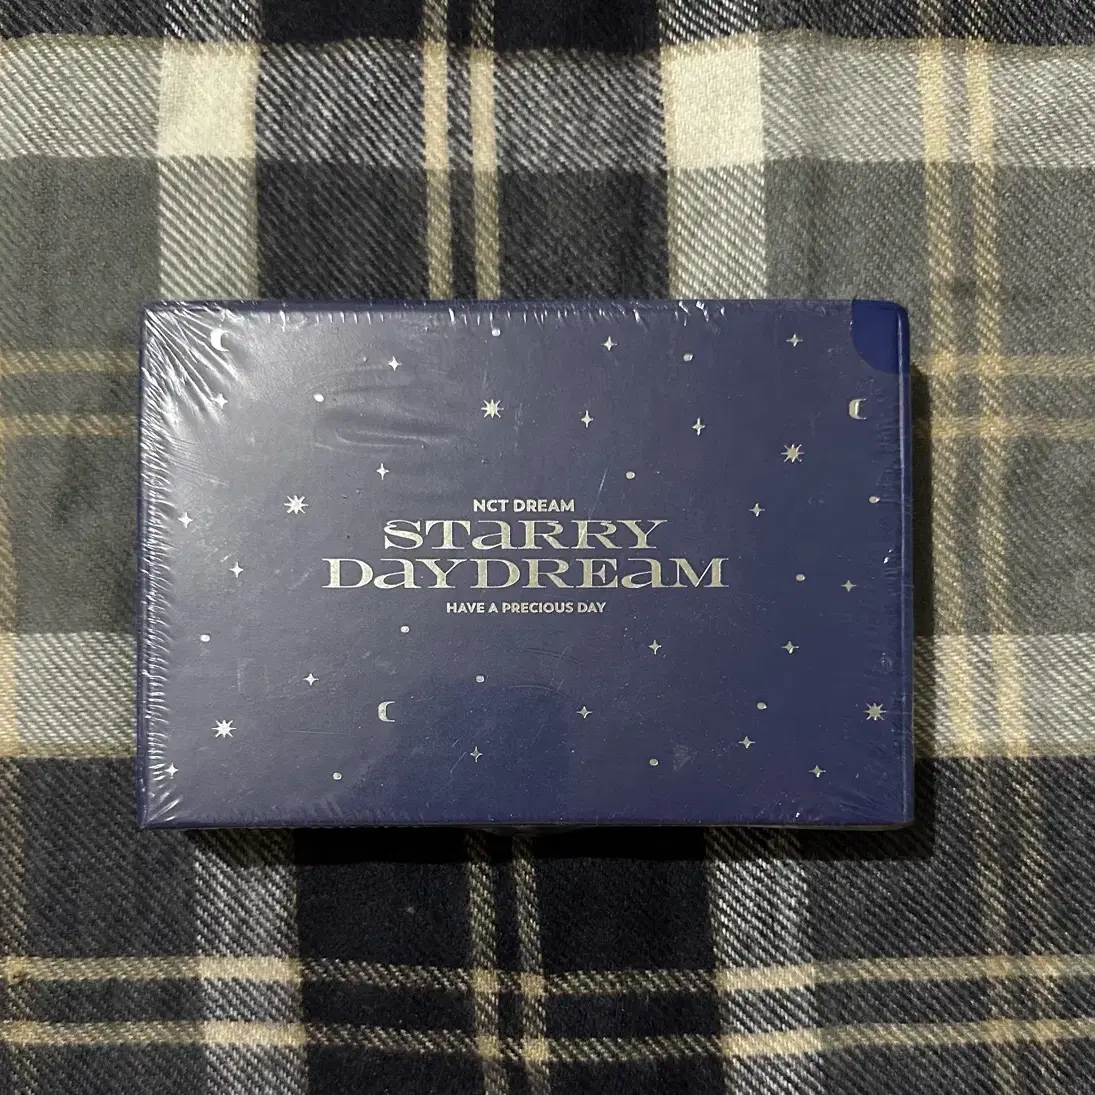 NCT DREAM
STaRRY
DaYDREaM
HAVE A PRECIOUS DAY